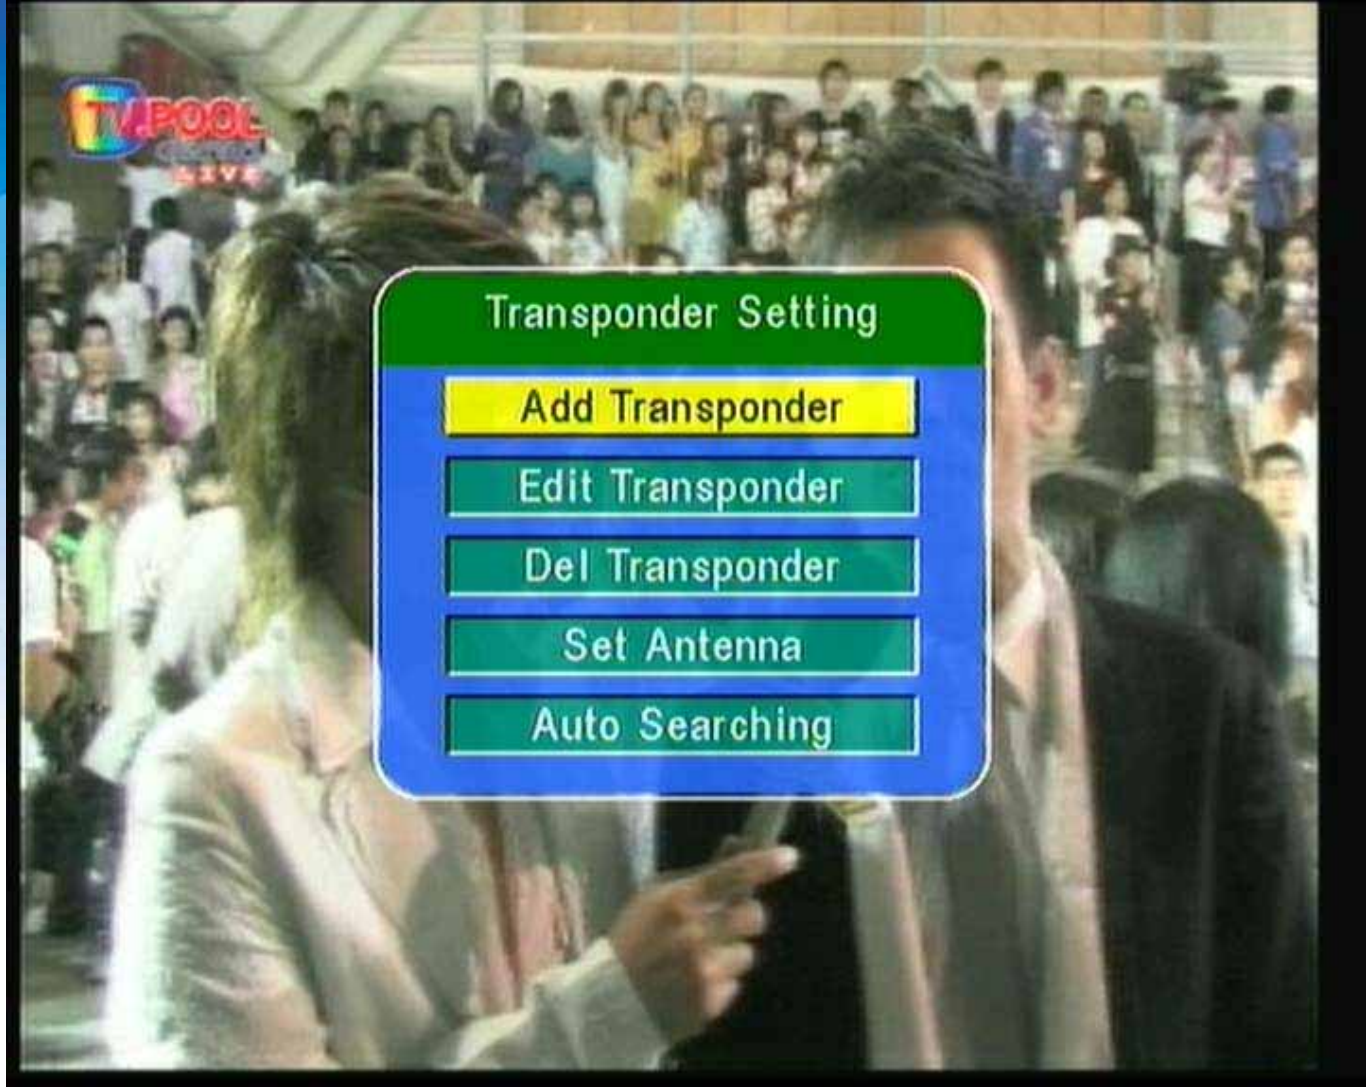 TV.POOL
LIVE
Transponder Setting
Add Transponder
Edit Transponder
Del Transponder
Set Antenna
Auto Searching